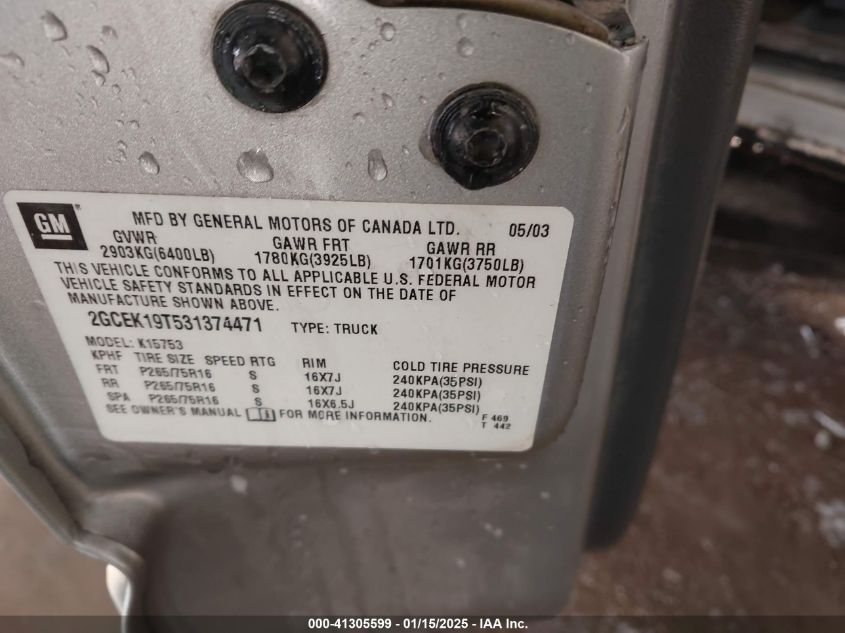 GM
MFD BY GENERAL MOTORS OF CANADA LTD. 05/03
GVWR GAWR FRT GAWR RR
2903KG(6400LB) 1780KG(3925LB) 1701KG(3750LB)
THIS VEHICLE CONFORMS TO ALL APPLICABLE U.S. FEDERAL MOTOR
VEHICLE SAFETY STANDARDS IN EFFECT ON THE DATE OF
MANUFACTURE SHOWN ABOVE.
2GCEK19T531374471 TYPE: TRUCK
MODEL: K15753
KPHF TIRE SIZE SPEED RTG RIM COLD TIRE PRESSURE
FRT P265/75R16 S 16X7J 240KPA(35PSI)
RR P265/75R16 S 16X7J 240KPA(35PSI)
SPA P265/75R16 S 16X6.5J 240KPA(35PSI)
SEE OWNER'S MANUAL FOR MORE INFORMATION. F 469
T 442
000-41305599 - 01/15/2025 - IAA Inc.